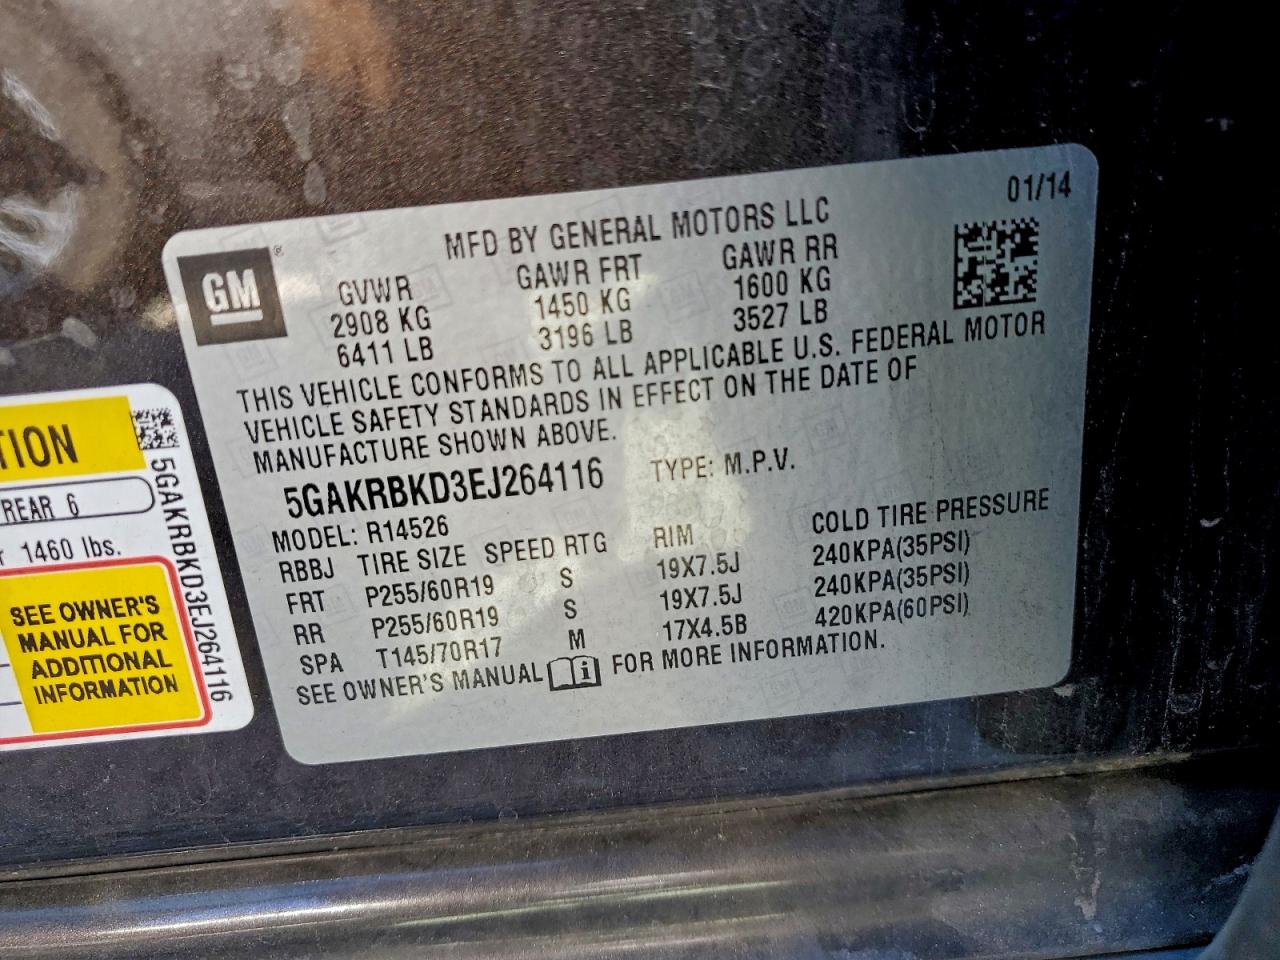 01/14
MFD BY GENERAL MOTORS LLC
GM
GVWR GAWR FRT GAWR RR
2908 KG 1450 KG 1600 KG
6411 LB 3196 LB 3527 LB
THIS VEHICLE CONFORMS TO ALL APPLICABLE U.S. FEDERAL MOTOR
VEHICLE SAFETY STANDARDS IN EFFECT ON THE DATE OF
MANUFACTURE SHOWN ABOVE.
5GAKRBKD3EJ264116 TYPE: M.P.V.
MODEL: R14526
RBBJ TIRE SIZE SPEED RTG RIM COLD TIRE PRESSURE
FRT P255/60R19 S 19X7.5J 240KPA(35PSI)
RR P255/60R19 S 19X7.5J 240KPA(35PSI)
SPA T145/70R17 M 17X4.5B 420KPA(60PSI)
SEE OWNER'S MANUAL i FOR MORE INFORMATION.
REAR 6
1460 lbs.
SEE OWNER'S
MANUAL FOR
ADDITIONAL
INFORMATION
5GAKRBKD3EJ264116